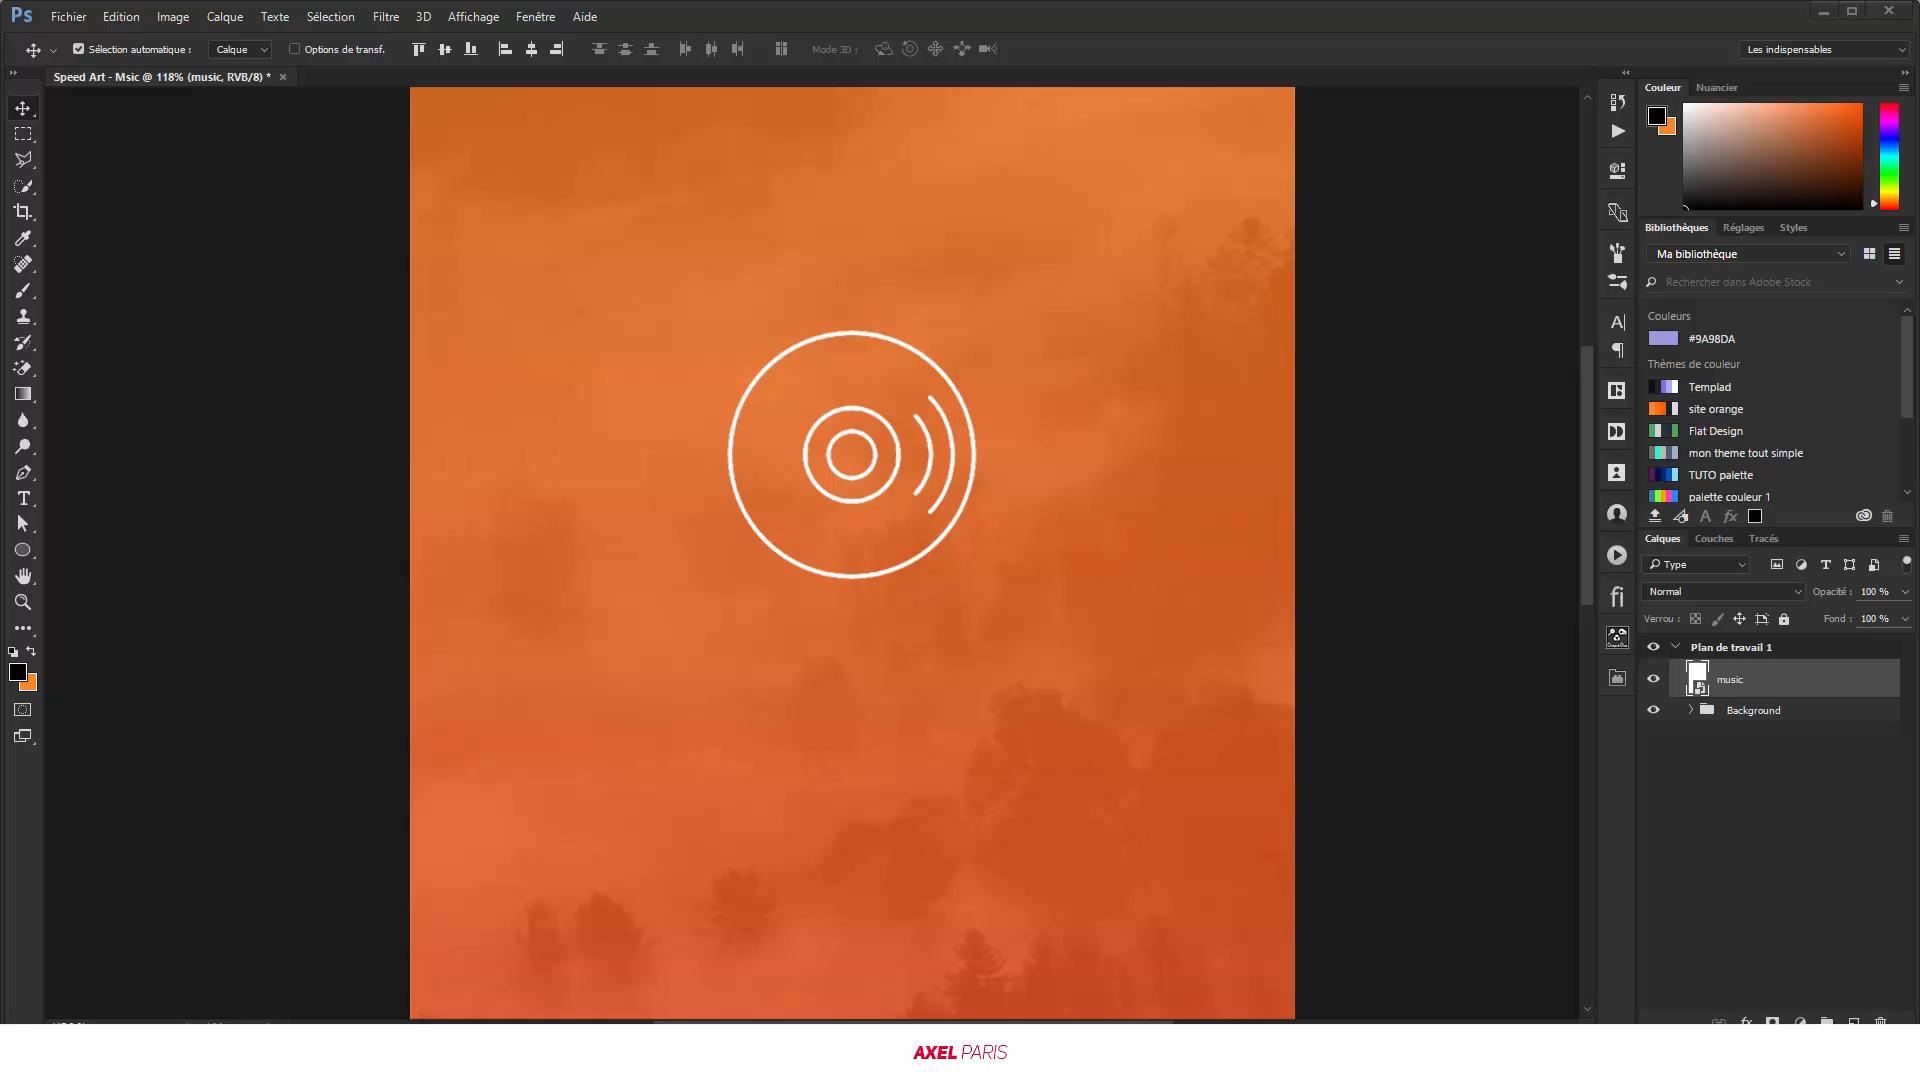 Ps Fichier Edition Image Calque Texte Sélection Filtre 3D Affichage Fenêtre Aide
Sélection automatique : Calque Options de transf. Mode 3D : Les indispensables
Speed Art - Msic @ 118% (music, RVB/8) *
Couleur Nuancier
Bibliothèques Réglages Styles
Ma bibliothèque
Rechercher dans Adobe Stock
Couleurs
#9A98DA
Thèmes de couleur
Templad
site orange
Flat Design
mon theme tout simple
TUTO palette
palette couleur 1
Calques Couches Tracés
Type
Normal Opacité : 100 %
Verrou : Fond : 100 %
Plan de travail 1
music
Background
AXEL PARIS